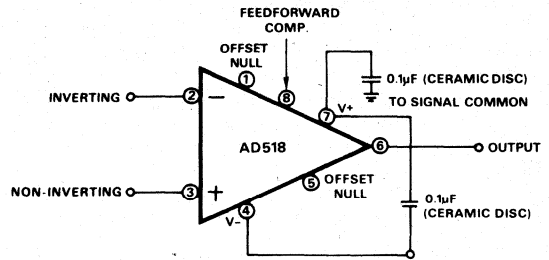 FEEDFORWARD
COMP.
OFFSET
NULL
1
8
0.1µF (CERAMIC DISC)
TO SIGNAL COMMON
7
V+
INVERTING
2
−
AD518
6
OUTPUT
NON-INVERTING
3
+
5
OFFSET
NULL
4
V–
0.1µF
(CERAMIC DISC)